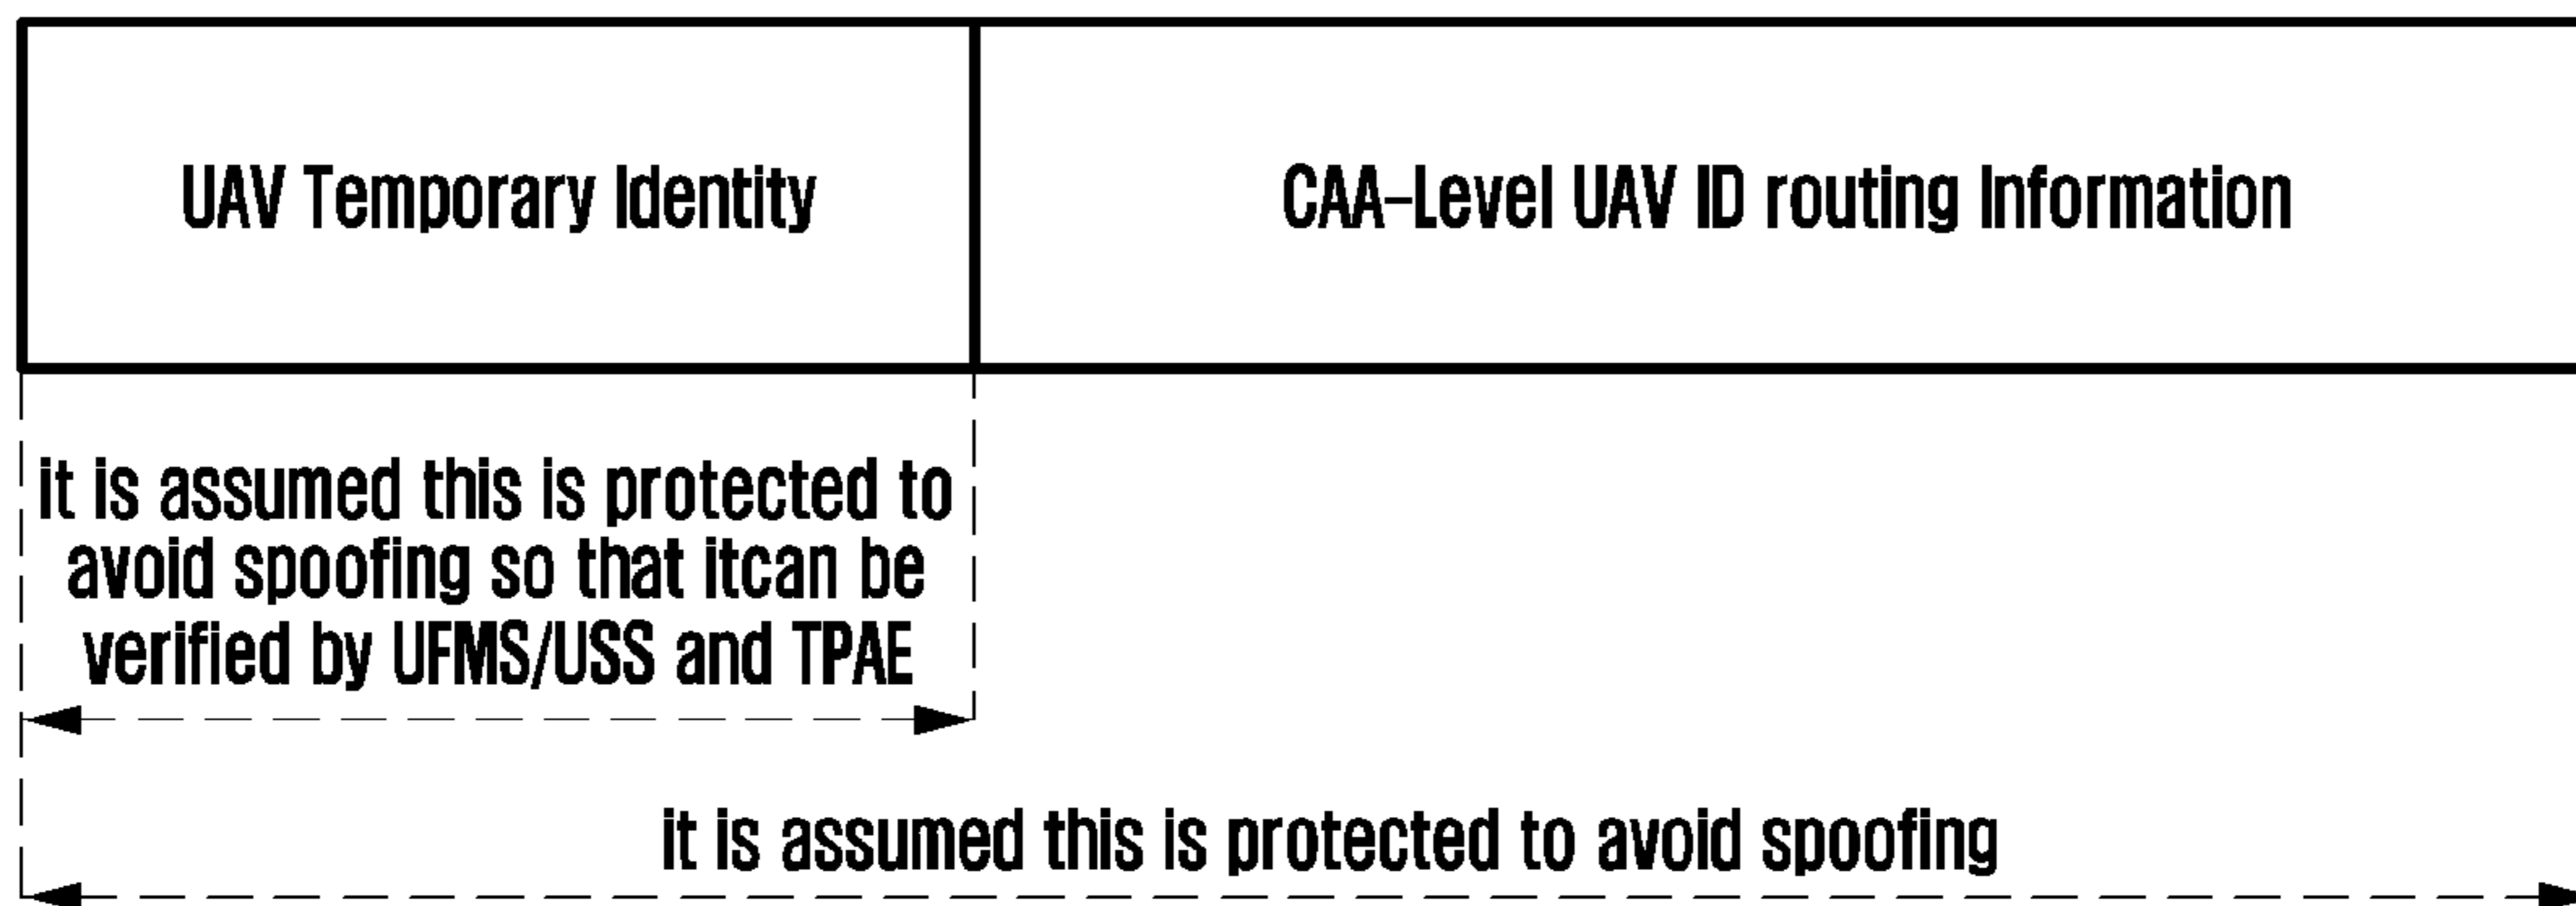 UAV Temporary Identity
CAA-Level UAV ID routing Information
it is assumed this is protected to
avoid spoofing so that itcan be
verified by UFMS/USS and TPAE
it is assumed this is protected to avoid spoofing